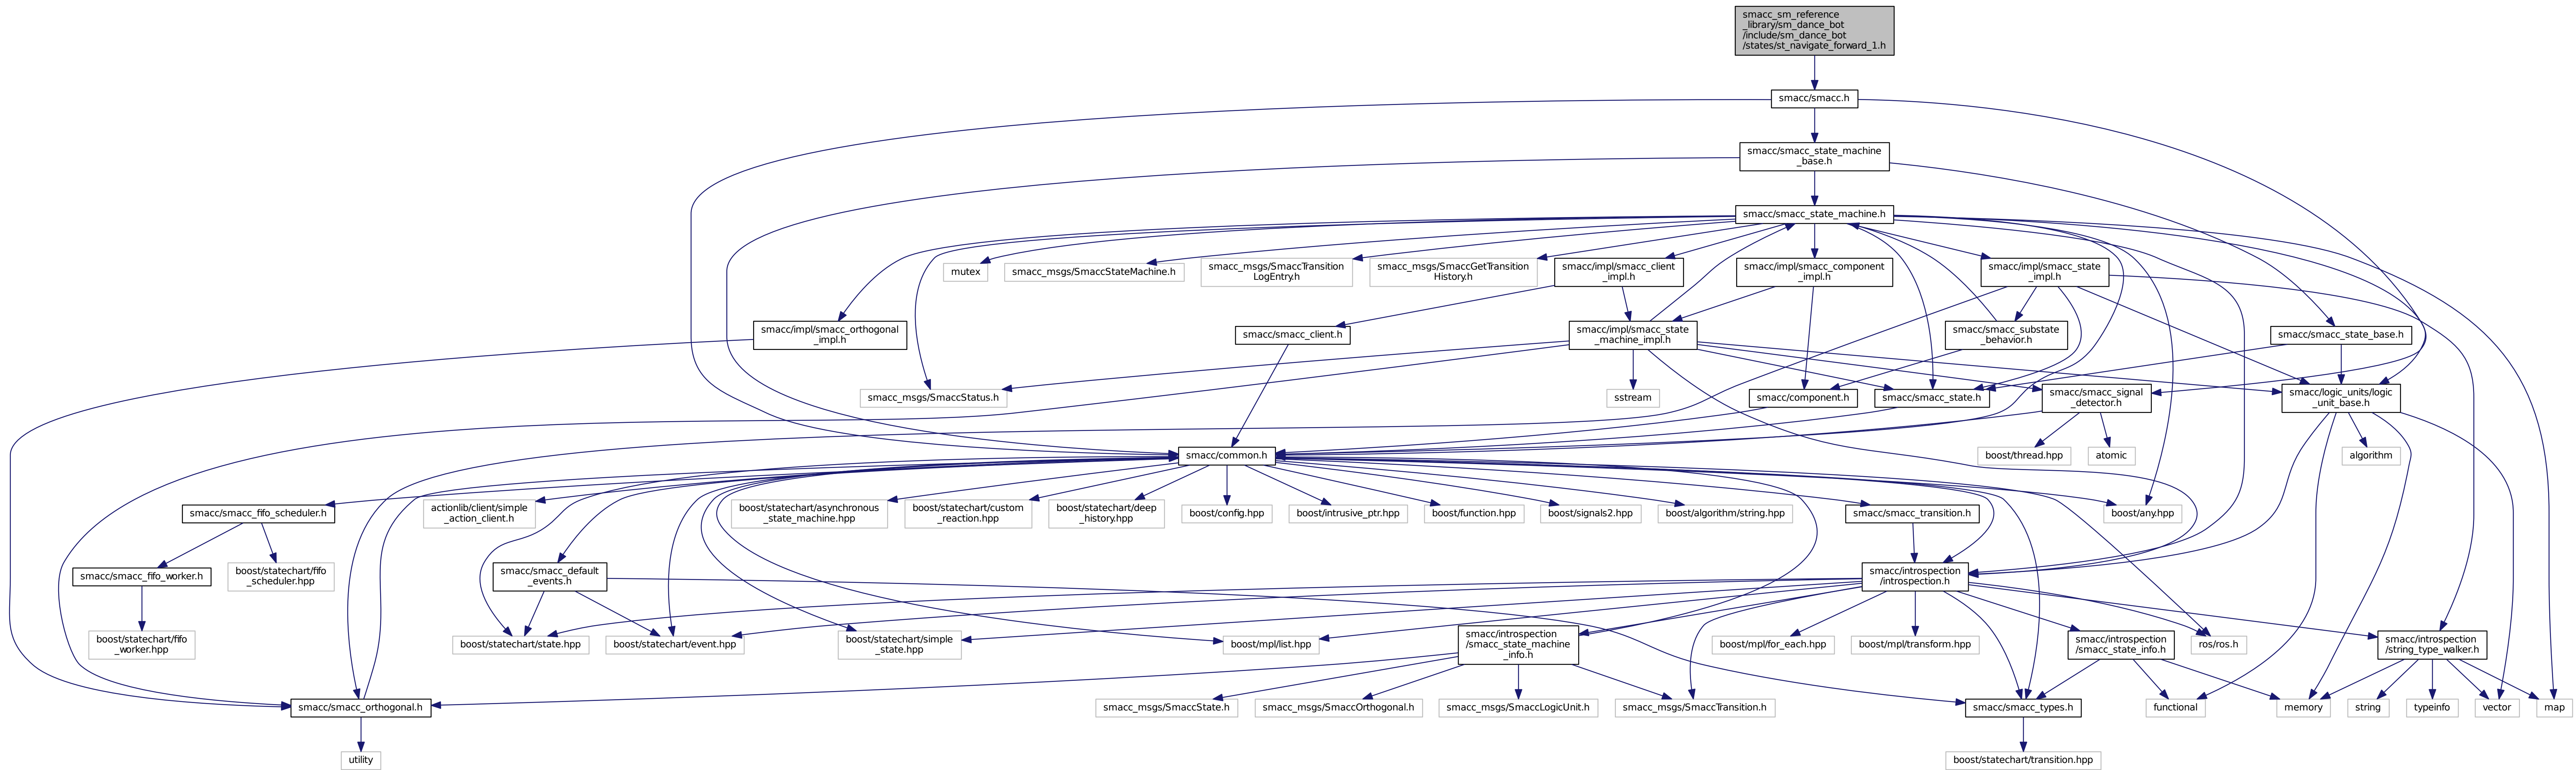 smacc_sm_reference
_library/sm_dance_bot
/include/sm_dance_bot
/states/st_navigate_forward_1.h
smacc/smacc.h
smacc/smacc_state_machine
_base.h
smacc/smacc_state_machine.h
mutex
smacc_msgs/SmaccStateMachine.h
smacc_msgs/SmaccTransition
LogEntry.h
smacc_msgs/SmaccGetTransition
History.h
smacc/impl/smacc_client
_impl.h
smacc/impl/smacc_component
_impl.h
smacc/impl/smacc_state
_impl.h
smacc/impl/smacc_orthogonal
_impl.h
smacc/smacc_client.h
smacc/impl/smacc_state
_machine_impl.h
smacc/smacc_substate
_behavior.h
smacc/smacc_state_base.h
smacc_msgs/SmaccStatus.h
sstream
smacc/component.h
smacc/smacc_state.h
smacc/smacc_signal
_detector.h
smacc/logic_units/logic
_unit_base.h
smacc/common.h
boost/thread.hpp
atomic
algorithm
smacc/smacc_fifo_scheduler.h
actionlib/client/simple
_action_client.h
boost/statechart/asynchronous
_state_machine.hpp
boost/statechart/custom
_reaction.hpp
boost/statechart/deep
_history.hpp
boost/config.hpp
boost/intrusive_ptr.hpp
boost/function.hpp
boost/signals2.hpp
boost/algorithm/string.hpp
smacc/smacc_transition.h
boost/any.hpp
smacc/smacc_fifo_worker.h
boost/statechart/fifo
_scheduler.hpp
smacc/smacc_default
_events.h
smacc/introspection
/introspection.h
boost/statechart/fifo
_worker.hpp
boost/statechart/state.hpp
boost/statechart/event.hpp
boost/statechart/simple
_state.hpp
boost/mpl/list.hpp
smacc/introspection
/smacc_state_machine
_info.h
boost/mpl/for_each.hpp
boost/mpl/transform.hpp
smacc/introspection
/smacc_state_info.h
ros/ros.h
smacc/introspection
/string_type_walker.h
smacc/smacc_orthogonal.h
smacc_msgs/SmaccState.h
smacc_msgs/SmaccOrthogonal.h
smacc_msgs/SmaccLogicUnit.h
smacc_msgs/SmaccTransition.h
smacc/smacc_types.h
functional
memory
string
typeinfo
vector
map
utility
boost/statechart/transition.hpp